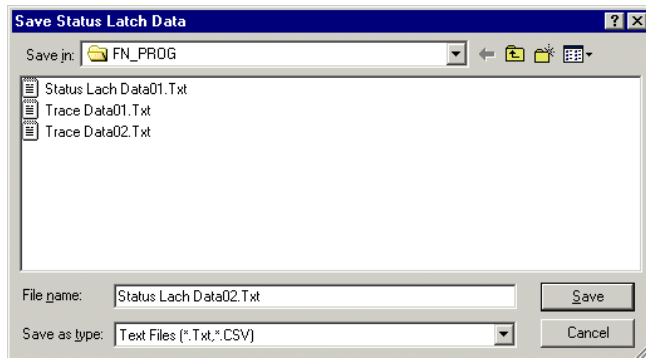 Save Status Latch Data
Save in: FN_PROG
Status Lach Data01.Txt
Trace Data01.Txt
Trace Data02.Txt
File name: Status Lach Data02.Txt Save
Save as type: Text Files (*.Txt,*.CSV) Cancel